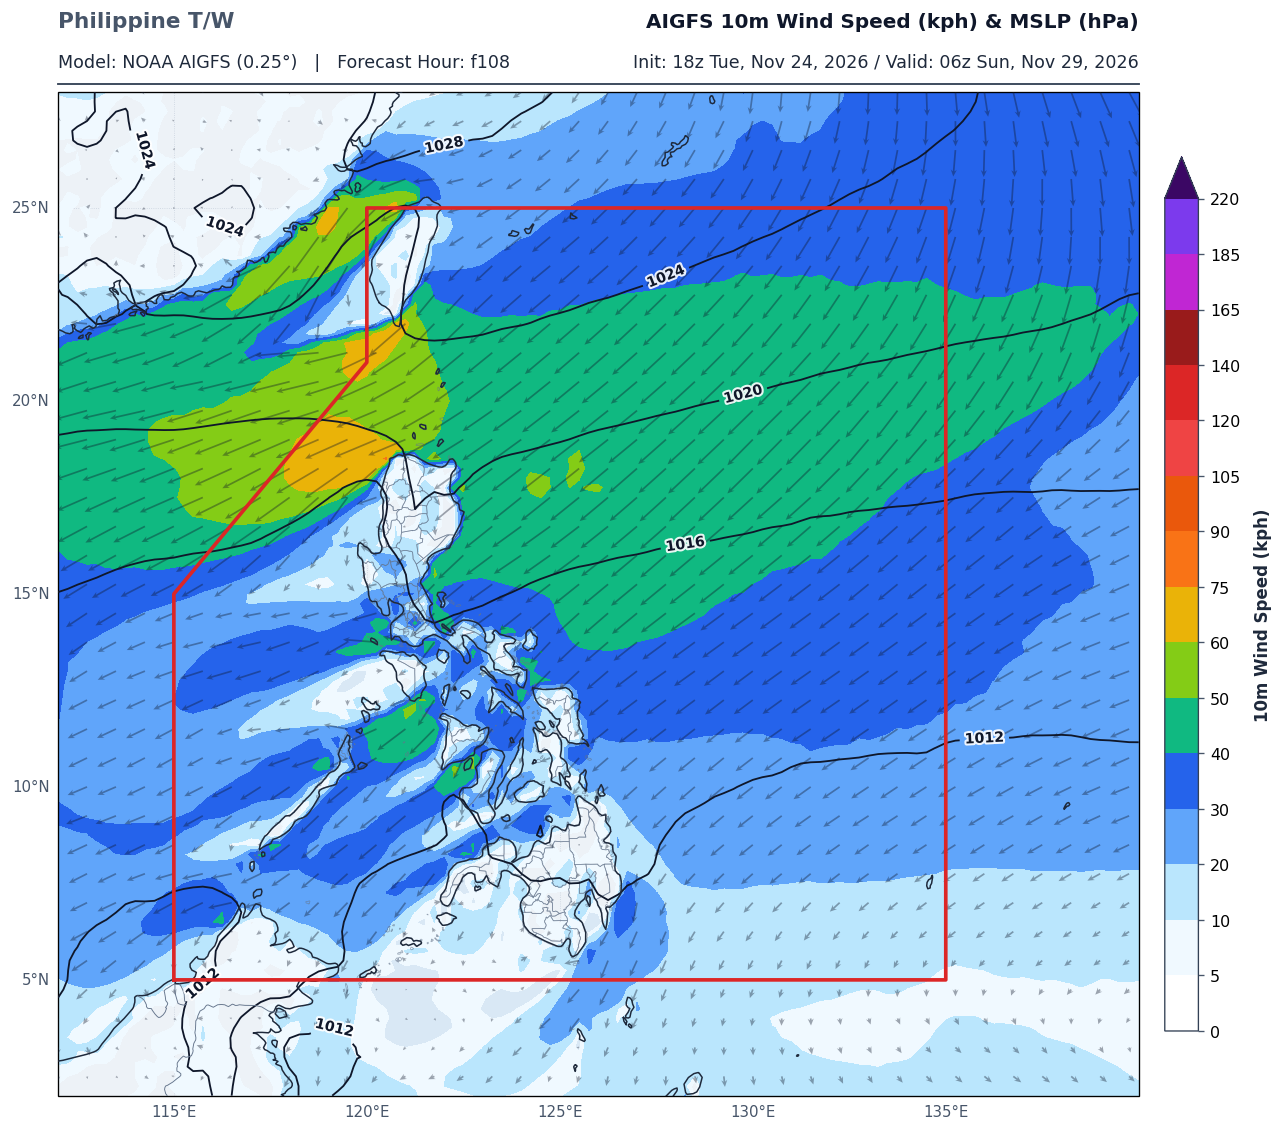 Philippine T/W
AIGFS 10m Wind Speed (kph) & MSLP (hPa)
Model: NOAA AIGFS (0.25°) | Forecast Hour: f108
Init: 18z Tue, Nov 24, 2026 / Valid: 06z Sun, Nov 29, 2026
1028
1024
1024
1024
1020
1016
1012
1012
1012
25°N
20°N
15°N
10°N
5°N
115°E
120°E
125°E
130°E
135°E
220
185
165
140
120
105
90
75
60
50
40
30
20
10
5
0
10m Wind Speed (kph)